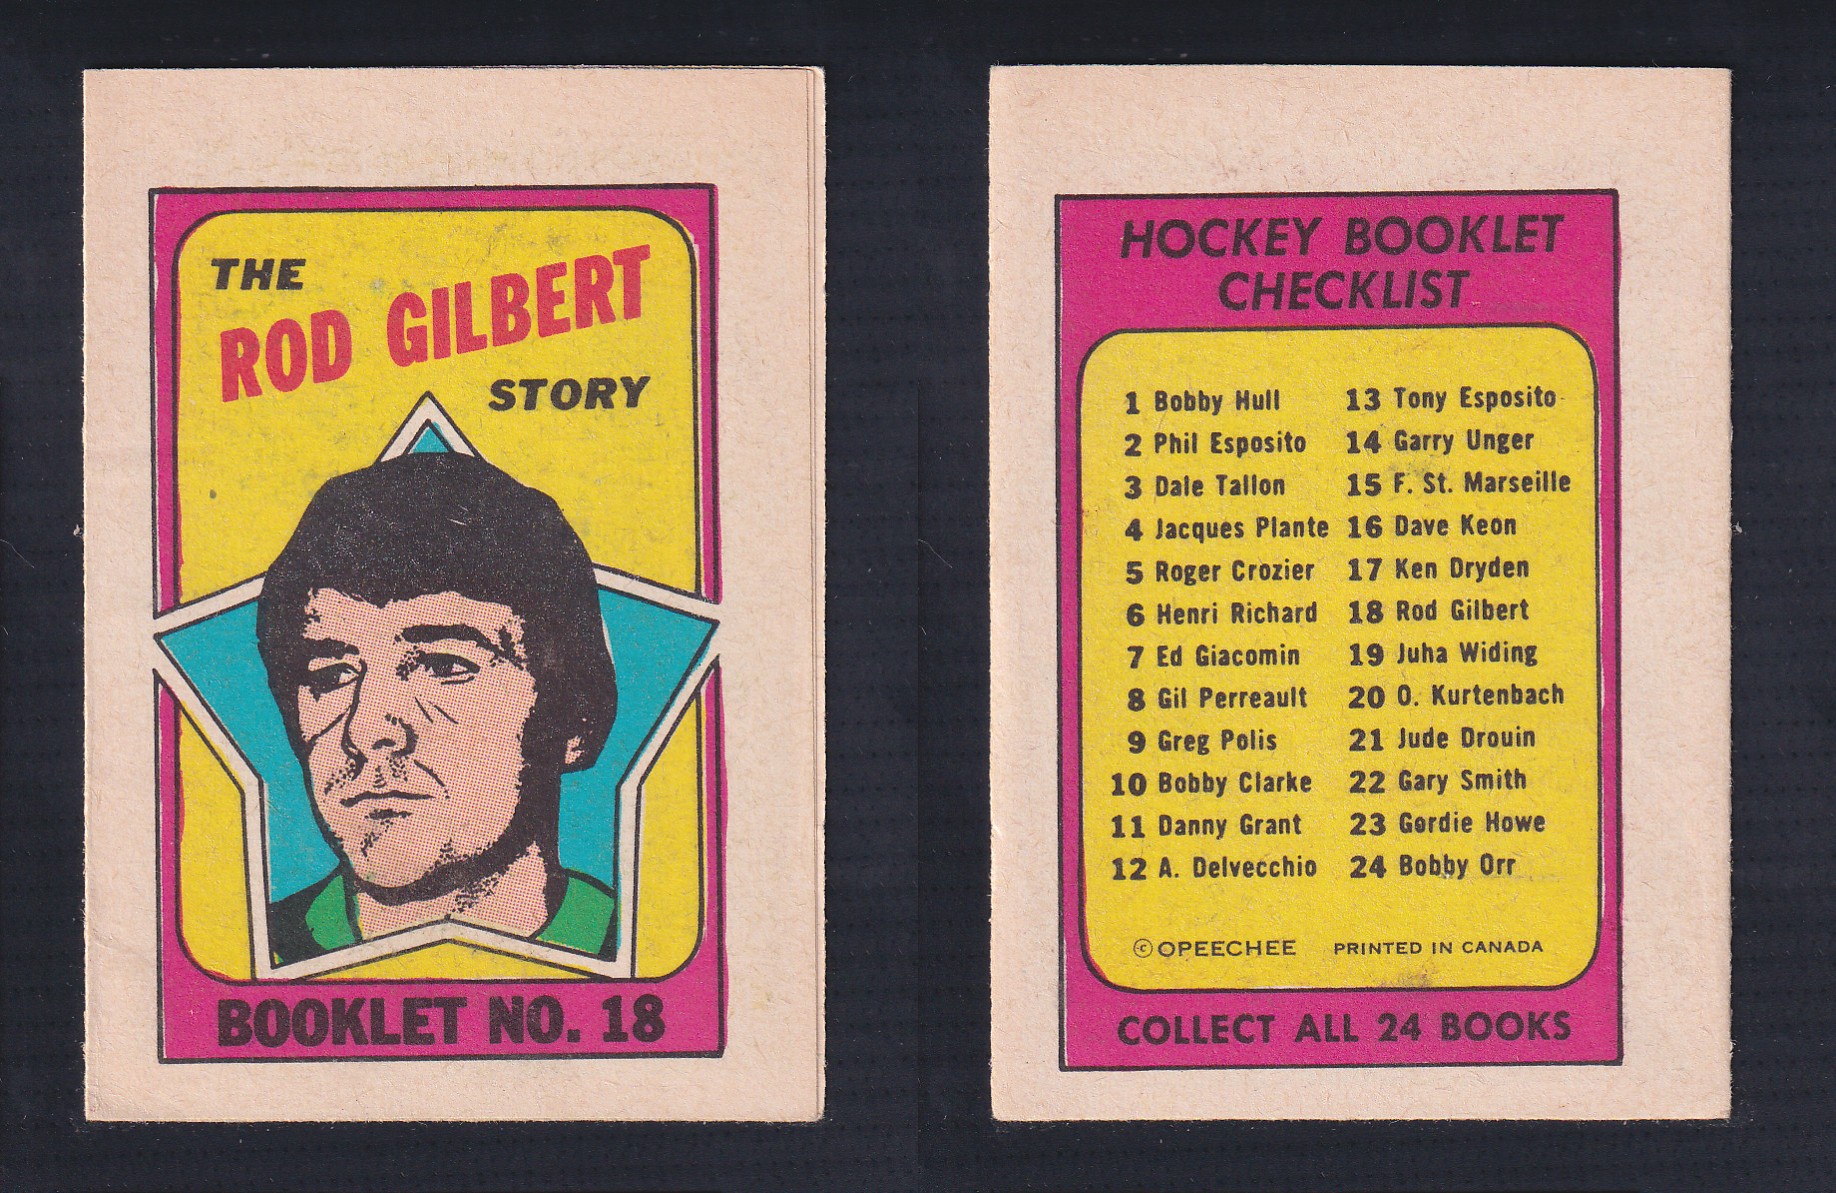 THE
ROD GILBERT
STORY
BOOKLET NO. 18
HOCKEY BOOKLET
CHECKLIST
1 Bobby Hull
2 Phil Esposito
3 Dale Tallon
4 Jacques Plante
5 Roger Crozier
6 Henri Richard
7 Ed Giacomin
8 Gil Perreault
9 Greg Polis
10 Bobby Clarke
11 Danny Grant
12 A. Delvecchio
13 Tony Esposito
14 Garry Unger
15 F. St. Marseille
16 Dave Keon
17 Ken Dryden
18 Rod Gilbert
19 Juha Widing
20 O. Kurtenbach
21 Jude Drouin
22 Gary Smith
23 Gordie Howe
24 Bobby Orr
© OPEECHEE PRINTED IN CANADA
COLLECT ALL 24 BOOKS